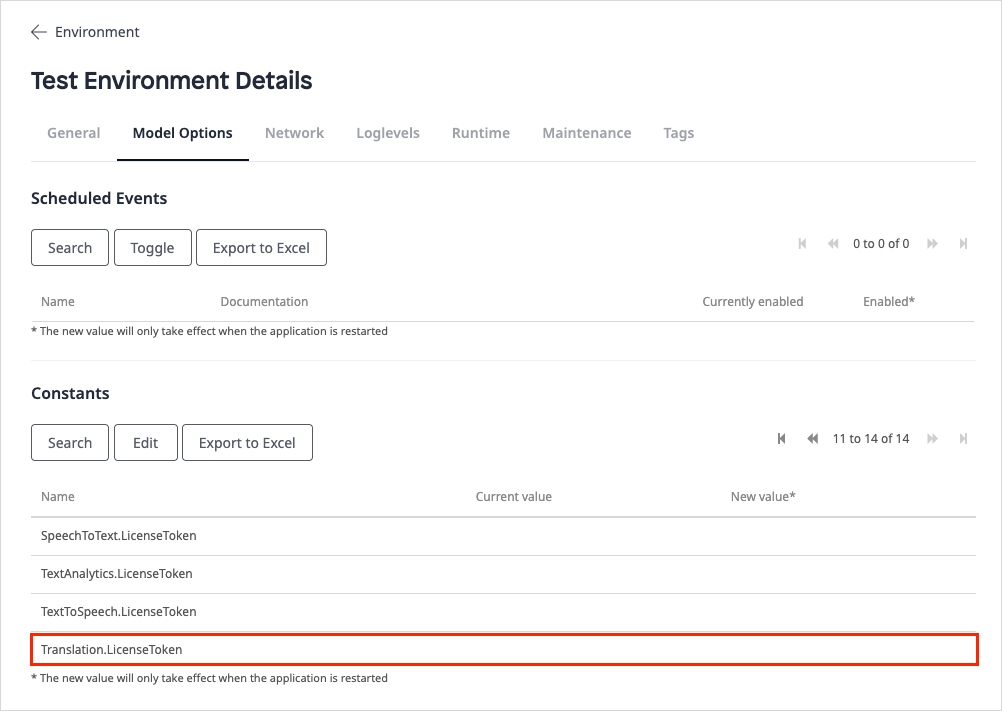 Environment
Test Environment Details
General Model Options Network Loglevels Runtime Maintenance Tags
Scheduled Events
Search Toggle Export to Excel 0 to 0 of 0
Name Documentation Currently enabled Enabled*
* The new value will only take effect when the application is restarted
Constants
Search Edit Export to Excel 11 to 14 of 14
Name Current value New value*
SpeechToText.LicenseToken
TextAnalytics.LicenseToken
TextToSpeech.LicenseToken
Translation.LicenseToken
* The new value will only take effect when the application is restarted